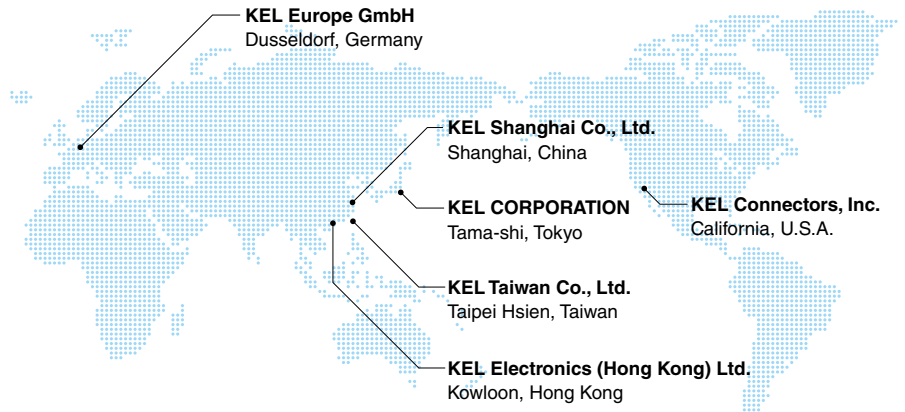 KEL Europe GmbH
Dusseldorf, Germany
KEL Shanghai Co., Ltd.
Shanghai, China
KEL CORPORATION
Tama-shi, Tokyo
KEL Connectors, Inc.
California, U.S.A.
KEL Taiwan Co., Ltd.
Taipei Hsien, Taiwan
KEL Electronics (Hong Kong) Ltd.
Kowloon, Hong Kong